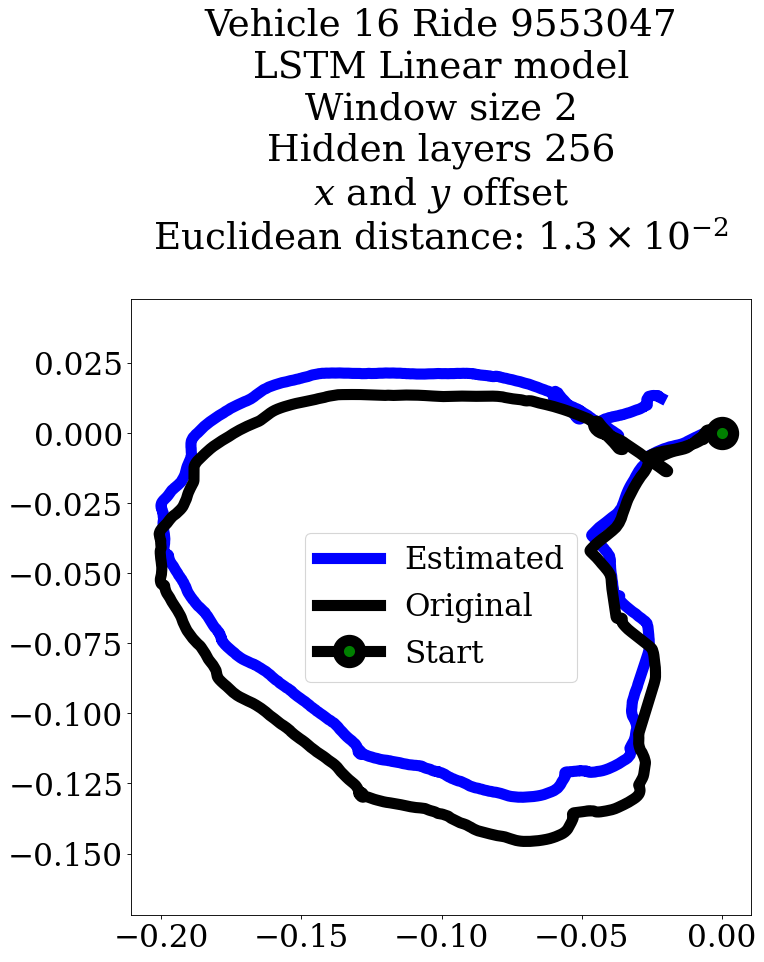 Vehicle 16 Ride 9553047
LSTM Linear model
Window size 2
Hidden layers 256
x and y offset
Euclidean distance: 1.3 × 10⁻²
0.025
0.000
−0.025
−0.050
−0.075
−0.100
−0.125
−0.150
Estimated
Original
Start
−0.20 −0.15 −0.10 −0.05 0.00